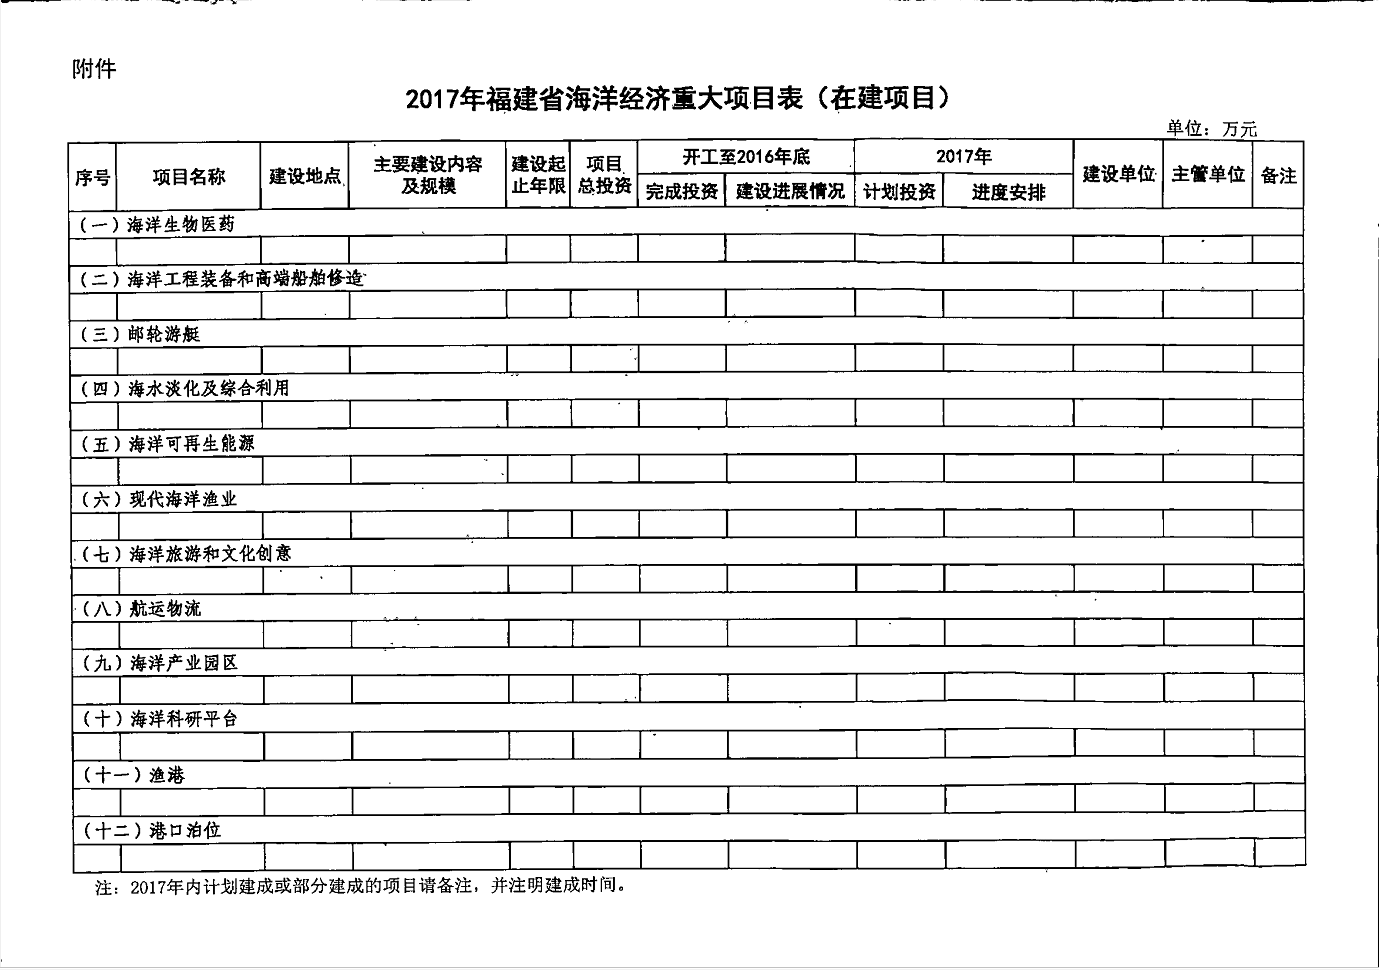 附件
2017年福建省海洋经济重大项目表（在建项目）
单位：万元
序号 项目名称 建设地点 主要建设内容及规模 建设起止年限 项目总投资 开工至2016年底 2017年 建设单位 主管单位 备注
完成投资 建设进展情况 计划投资 进度安排
（一）海洋生物医药
（二）海洋工程装备和高端船舶修造
（三）邮轮游艇
（四）海水淡化及综合利用
（五）海洋可再生能源
（六）现代海洋渔业
（七）海洋旅游和文化创意
（八）航运物流
（九）海洋产业园区
（十）海洋科研平台
（十一）渔港
（十二）港口泊位
注：2017年内计划建成或部分建成的项目请备注，并注明建成时间。